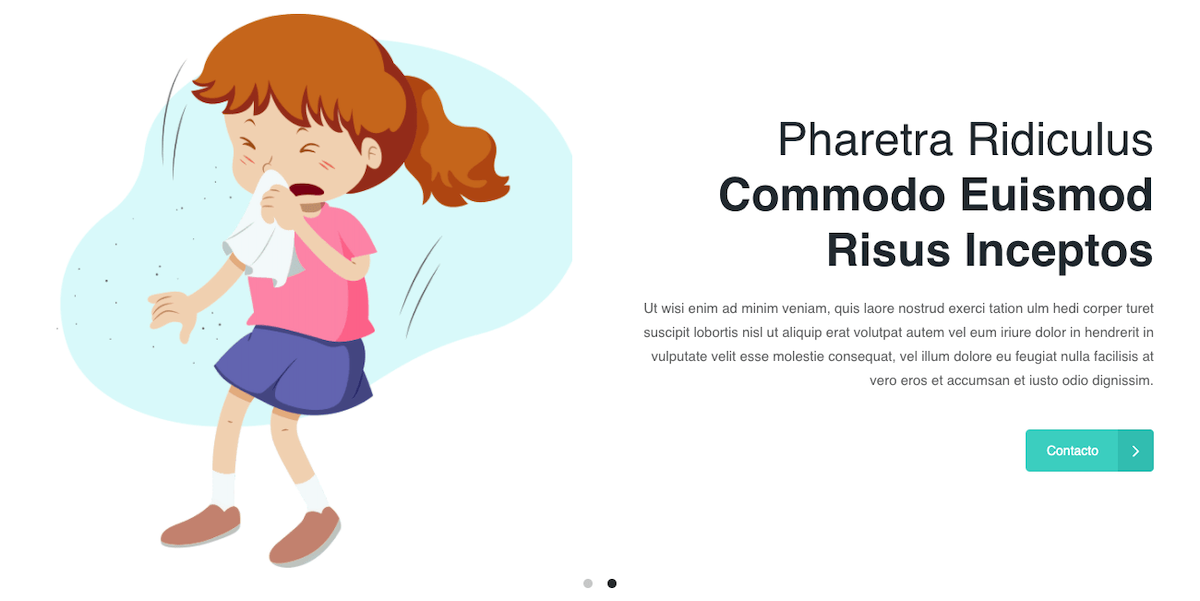 Pharetra Ridiculus
Commodo Euismod
Risus Inceptos
Ut wisi enim ad minim veniam, quis laore nostrud exerci tation ulm hedi corper turet
suscipit lobortis nisl ut aliquip erat volutpat autem vel eum iriure dolor in hendrerit in
vulputate velit esse molestie consequat, vel illum dolore eu feugiat nulla facilisis at
vero eros et accumsan et iusto odio dignissim.
Contacto